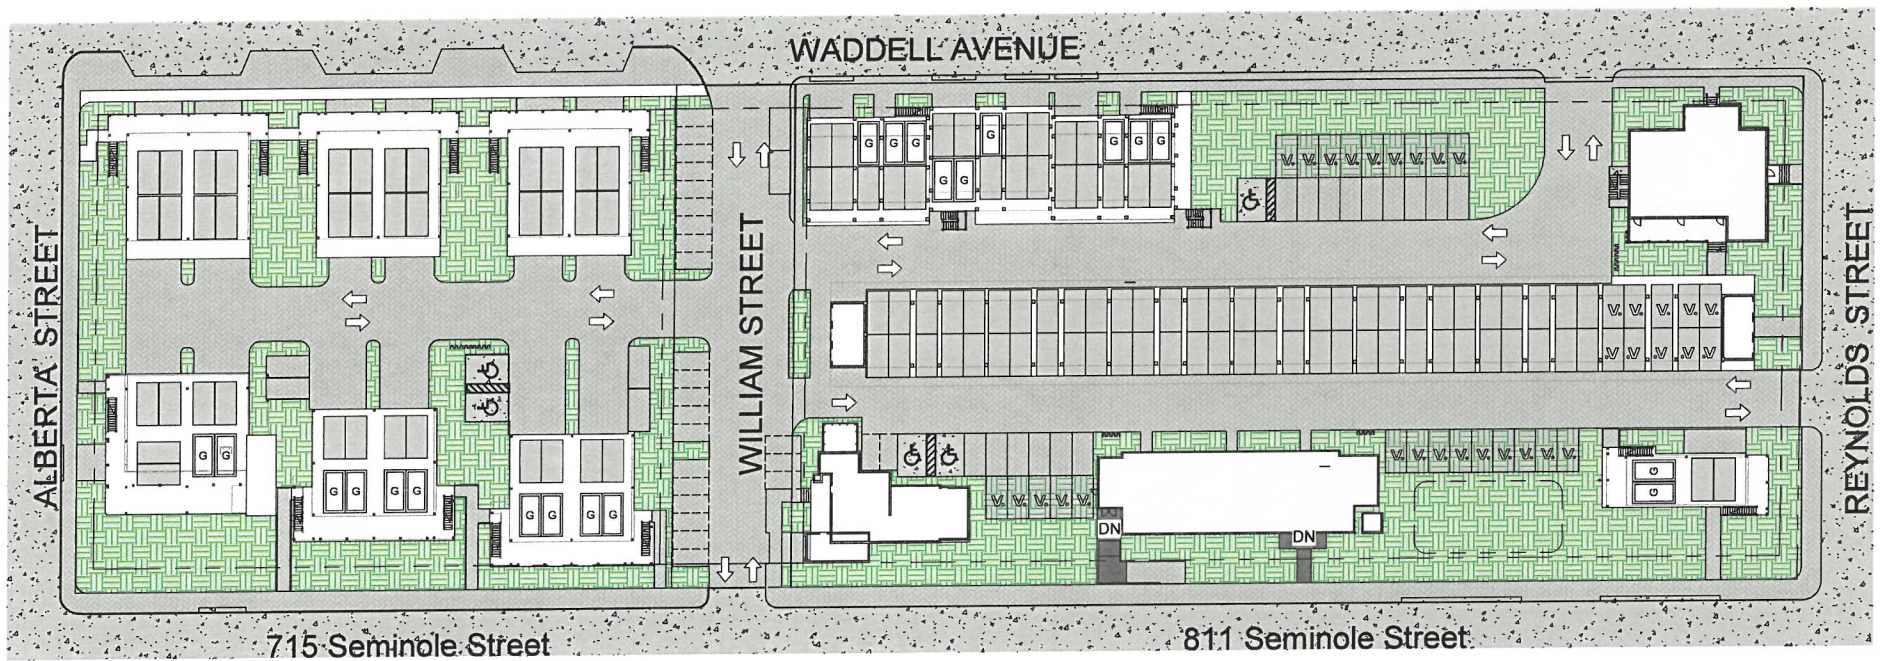 WADDELL AVENUE
ALBERTA STREET
WILLIAM STREET
REYNOLDS STREET
G G G
G
G G G
G G
V. V. V. V. V. V. V. V. V.
V. V. V. V. V.
V. V. V. V. V.
G G
G G G G
G G G G
V. V. V. V. V. V. V. V. V.
V. V. V. V. V.
G
G
DN
DN
715 Seminole Street
811 Seminole Street